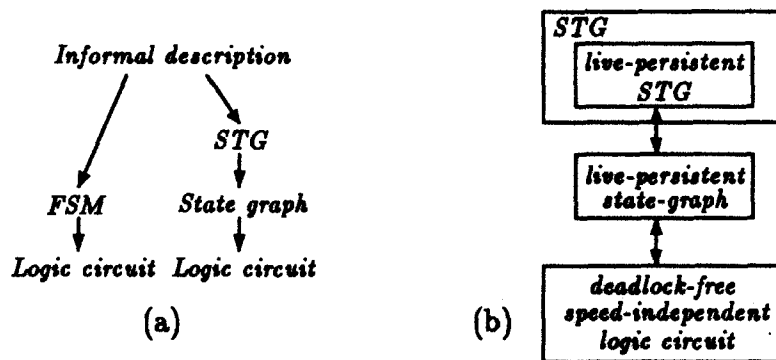 Informal description
STG
FSM
State graph
Logic circuit
Logic circuit
(a)
STG
live-persistent
STG
live-persistent
state-graph
deadlock-free
speed-independent
logic circuit
(b)